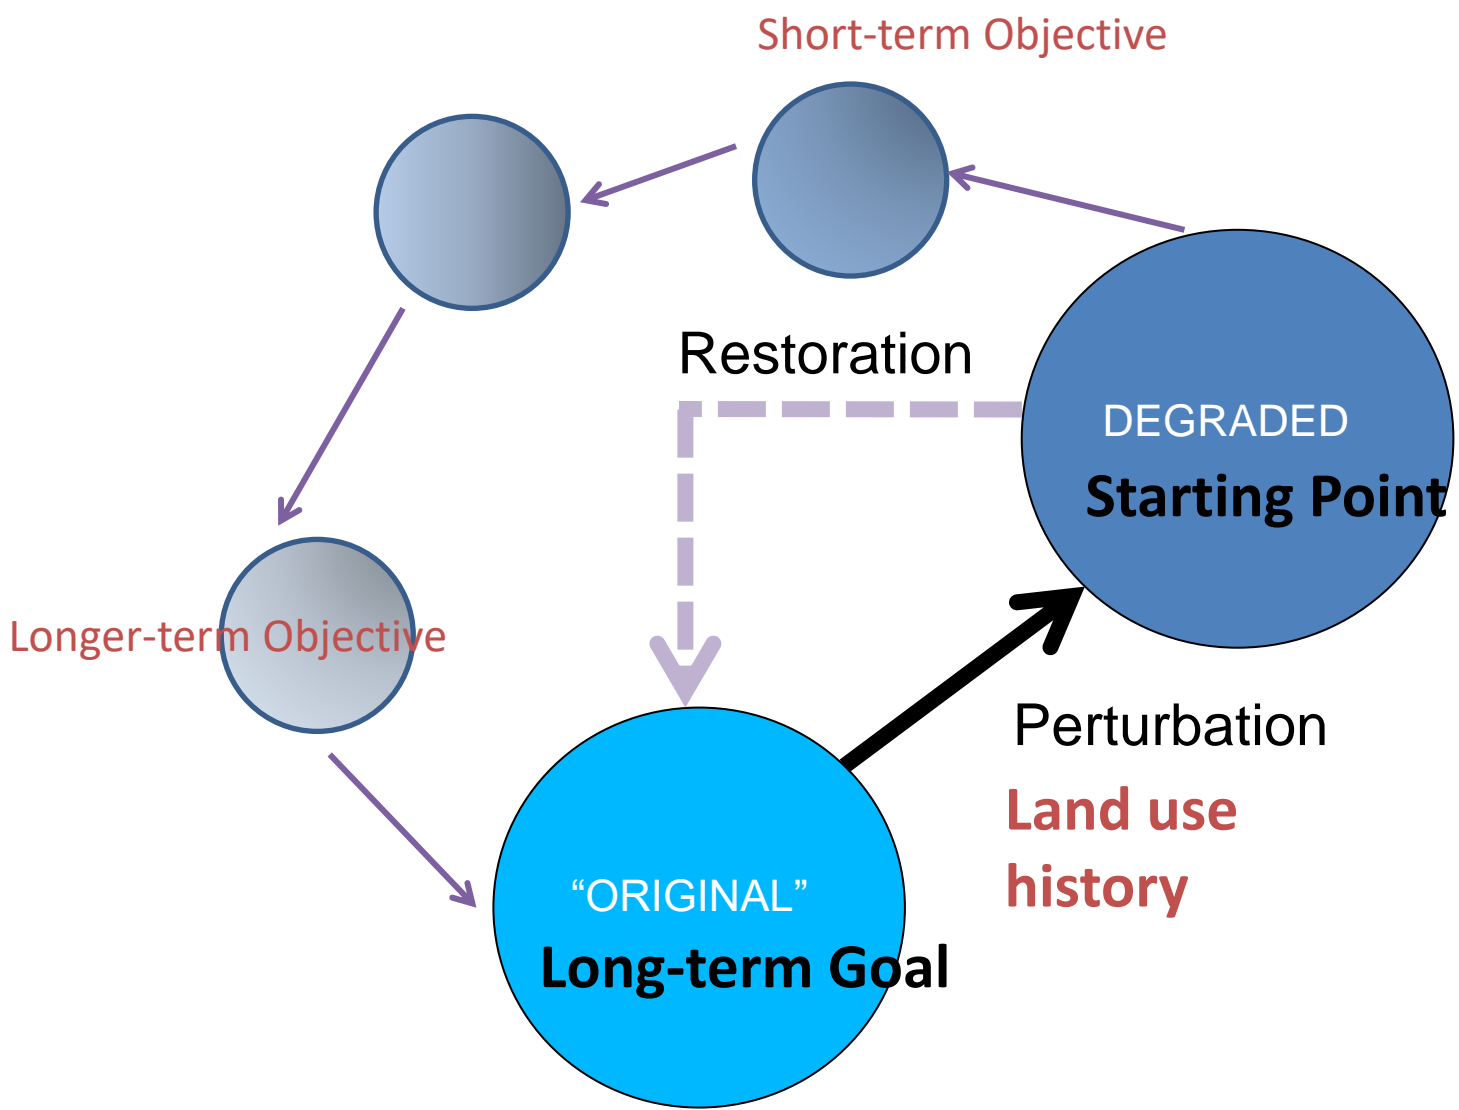 Short-term Objective
Restoration
DEGRADED
Starting Point
Longer-term Objective
Perturbation
Land use
history
“ORIGINAL”
Long-term Goal